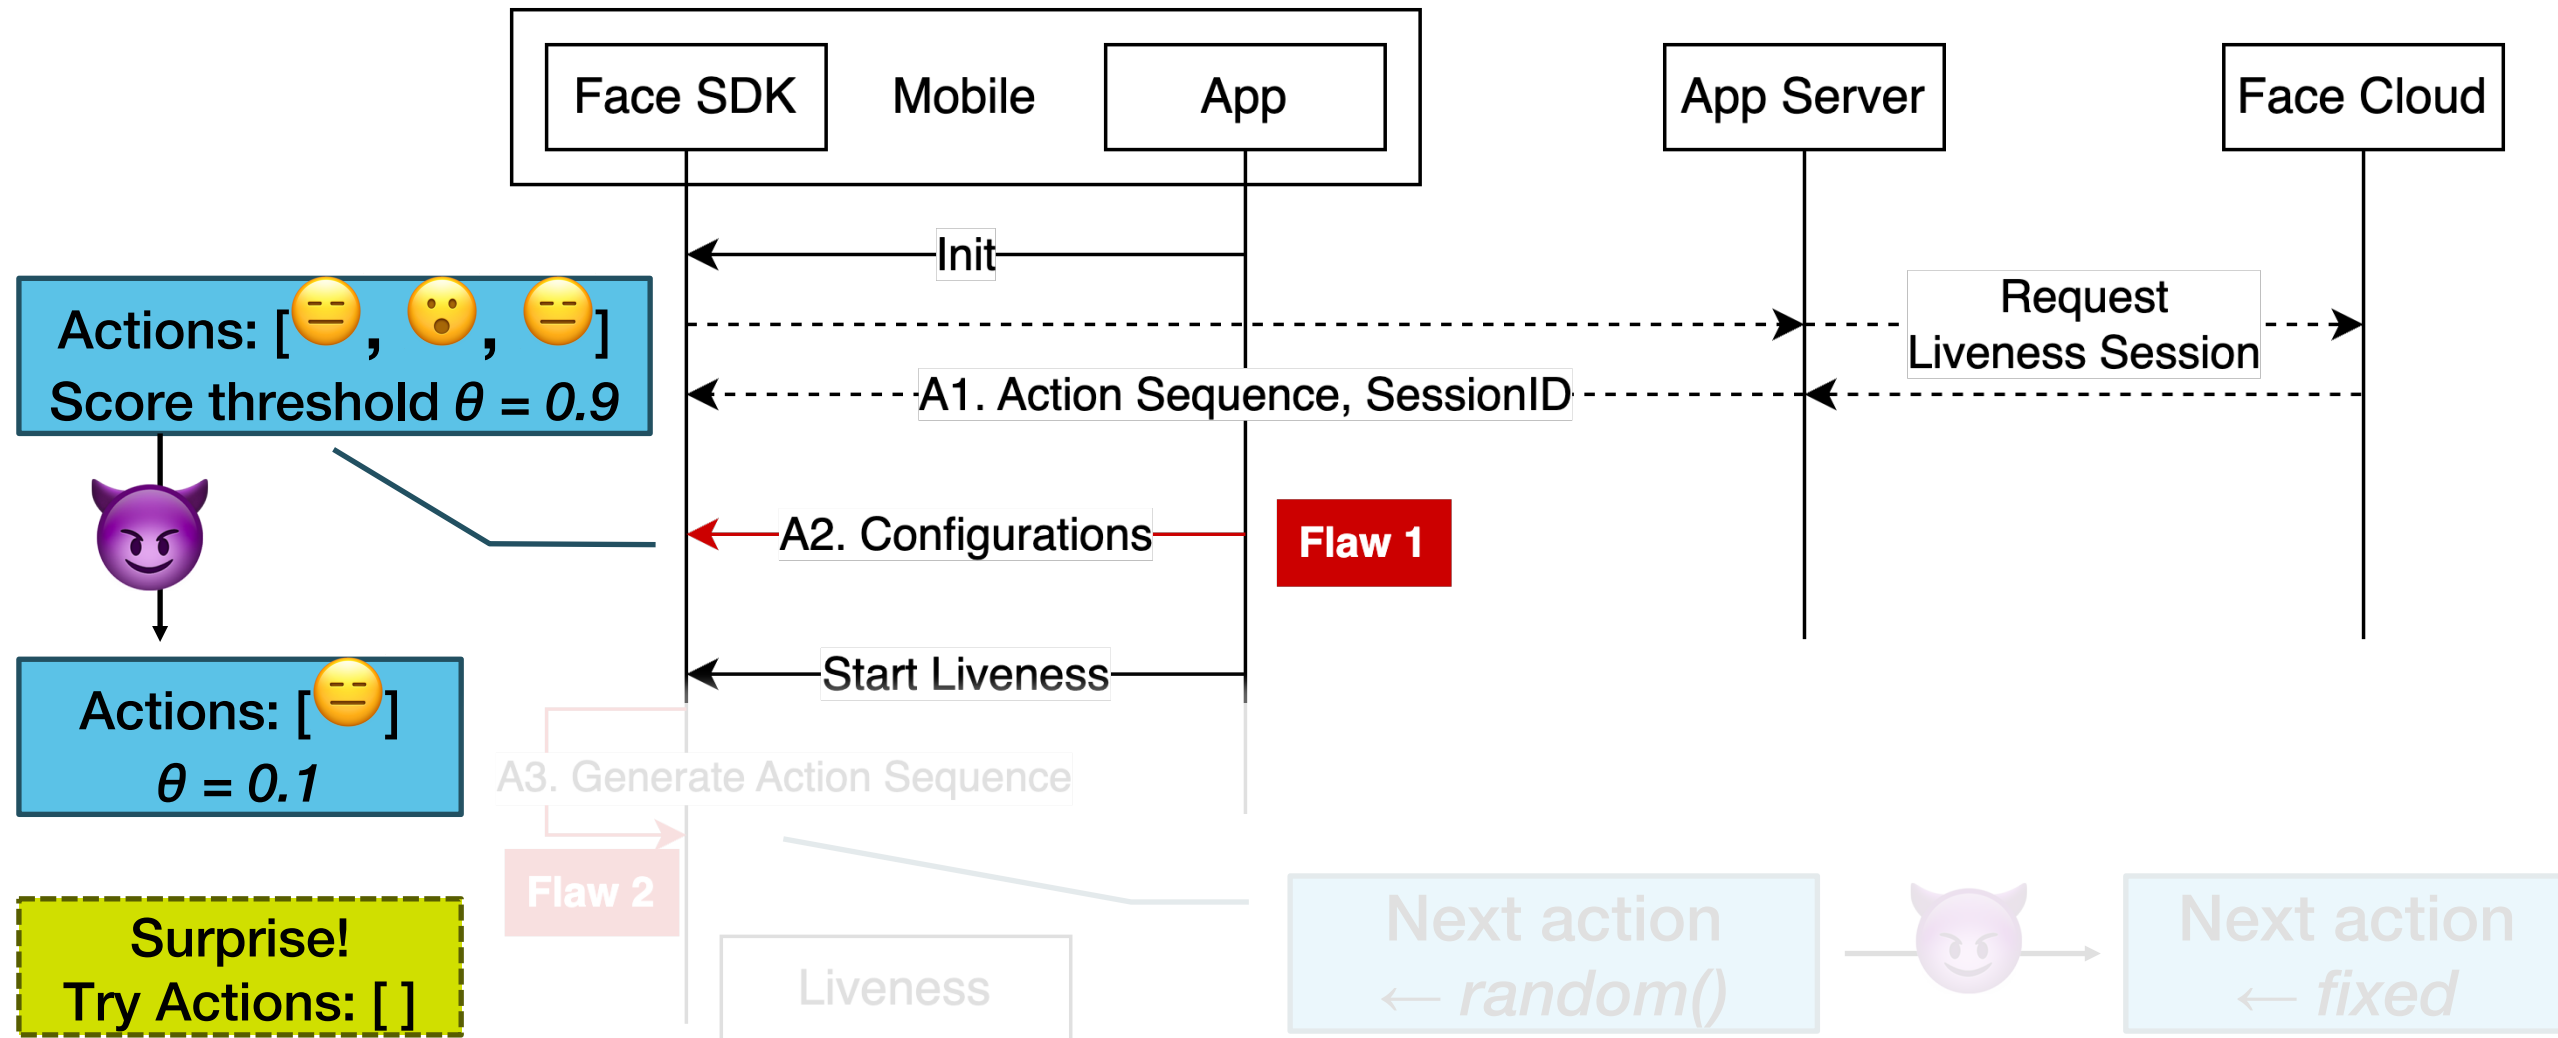 Face SDK
Mobile
App
App Server
Face Cloud
Init
Request
Liveness Session
A1. Action Sequence, SessionID
Actions: [😑, 😮, 😑]
Score threshold θ = 0.9
A2. Configurations
Flaw 1
Start Liveness
Actions: [😑]
θ = 0.1
A3. Generate Action Sequence
Flaw 2
Surprise!
Try Actions: [ ]
Liveness
Next action
← random()
Next action
← fixed